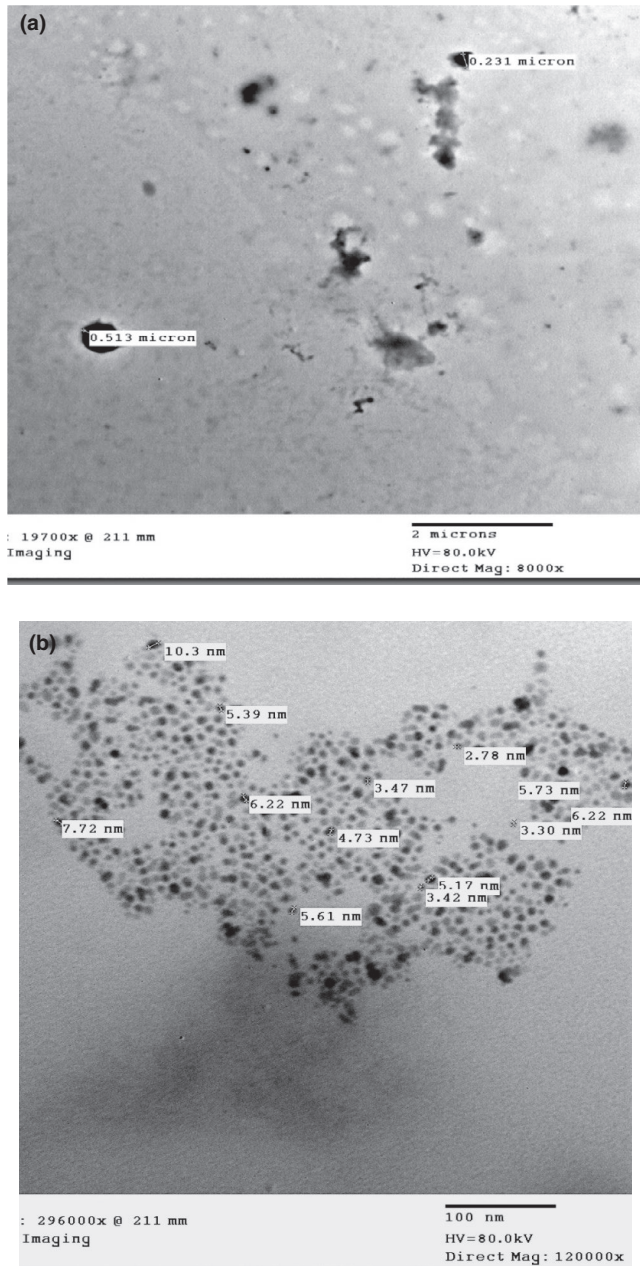 (a)
0.231 micron
0.513 micron
: 19700x @ 211 mm
Imaging
2 microns
HV=80.0kV
Direct Mag: 8000x
(b)
10.3 nm
5.39 nm
2.78 nm
3.47 nm
5.73 nm
6.22 nm
6.22 nm
7.72 nm
4.73 nm
3.30 nm
5.17 nm
3.42 nm
5.61 nm
: 296000x @ 211 mm
Imaging
100 nm
HV=80.0kV
Direct Mag: 120000x